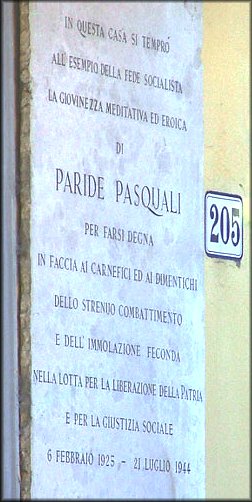 IN QUESTA CASA SI TEMPRÒ
ALL'ESEMPIO DELLA FEDE SOCIALISTA
LA GIOVINEZZA MEDITATIVA ED EROICA
DI
PARIDE PASQUALI
PER FARSI DEGNA
IN FACCIA AI CARNEFICI ED AI DIMENTICHI
DELLO STRENUO COMBATTIMENTO
E DELL'IMMOLAZIONE FECONDA
NELLA LOTTA PER LA LIBERAZIONE DELLA PATRIA
E PER LA GIUSTIZIA SOCIALE
6 FEBBRAIO 1925 - 21 LUGLIO 1944
205